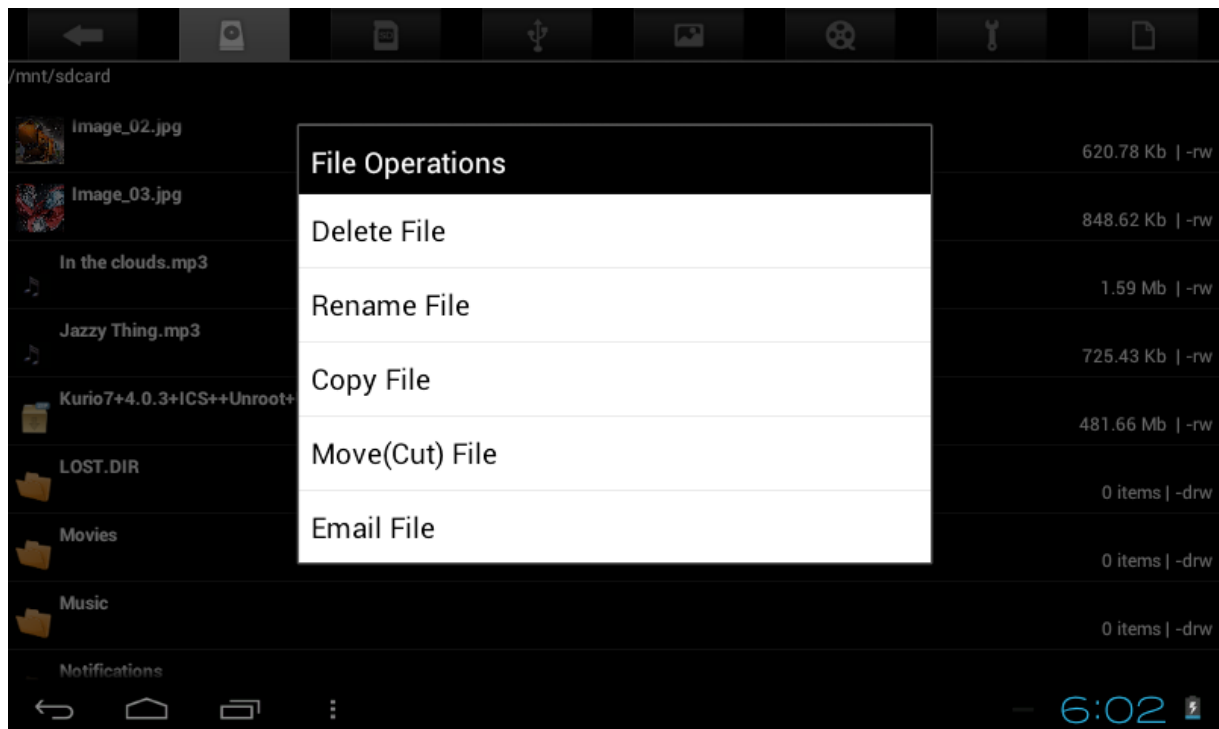 SD
/mnt/sdcard
Image_02.jpg
620.78 Kb | -rw
Image_03.jpg
848.62 Kb | -rw
In the clouds.mp3
1.59 Mb | -rw
Jazzy Thing.mp3
725.43 Kb | -rw
Kurio7+4.0.3+ICS++Unroot+
481.66 Mb | -rw
LOST.DIR
0 items | -drw
Movies
0 items | -drw
Music
0 items | -drw
Notifications
File Operations
Delete File
Rename File
Copy File
Move(Cut) File
Email File
6:02